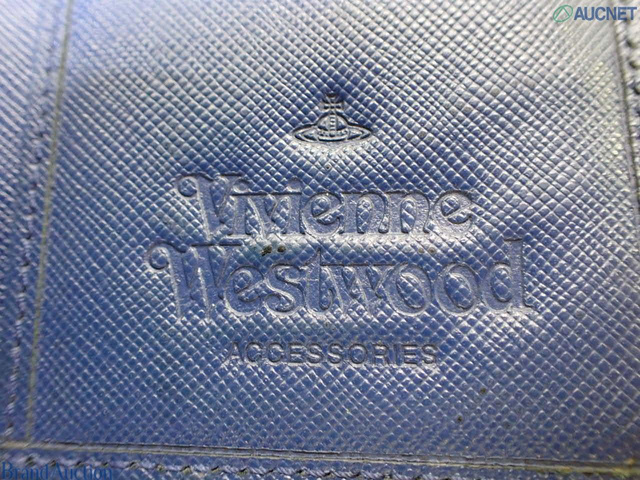 AUCNET
Vivienne
Westwood
ACCESSORIES
Brand Auction